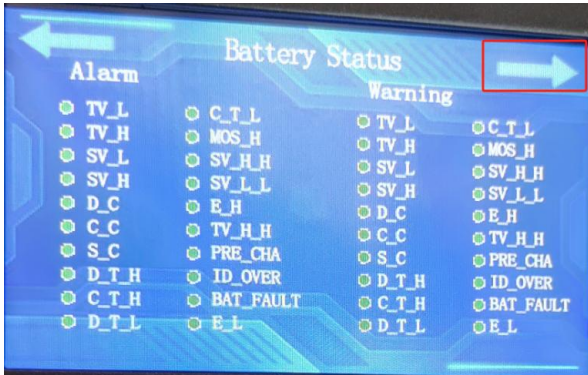 Battery Status
Alarm
TV_L
TV_H
SV_L
SV_H
D_C
C_C
S_C
D_T_H
C_T_H
D_T_L
C_T_L
MOS_H
SV_H_H
SV_L_L
E_H
TV_H_H
PRE_CHA
ID_OVER
BAT_FAULT
E_L
Warning
TV_L
TV_H
SV_L
SV_H
D_C
C_C
S_C
D_T_H
C_T_H
D_T_L
C_T_L
MOS_H
SV_H_H
SV_L_L
E_H
TV_H_H
PRE_CHA
ID_OVER
BAT_FAULT
E_L